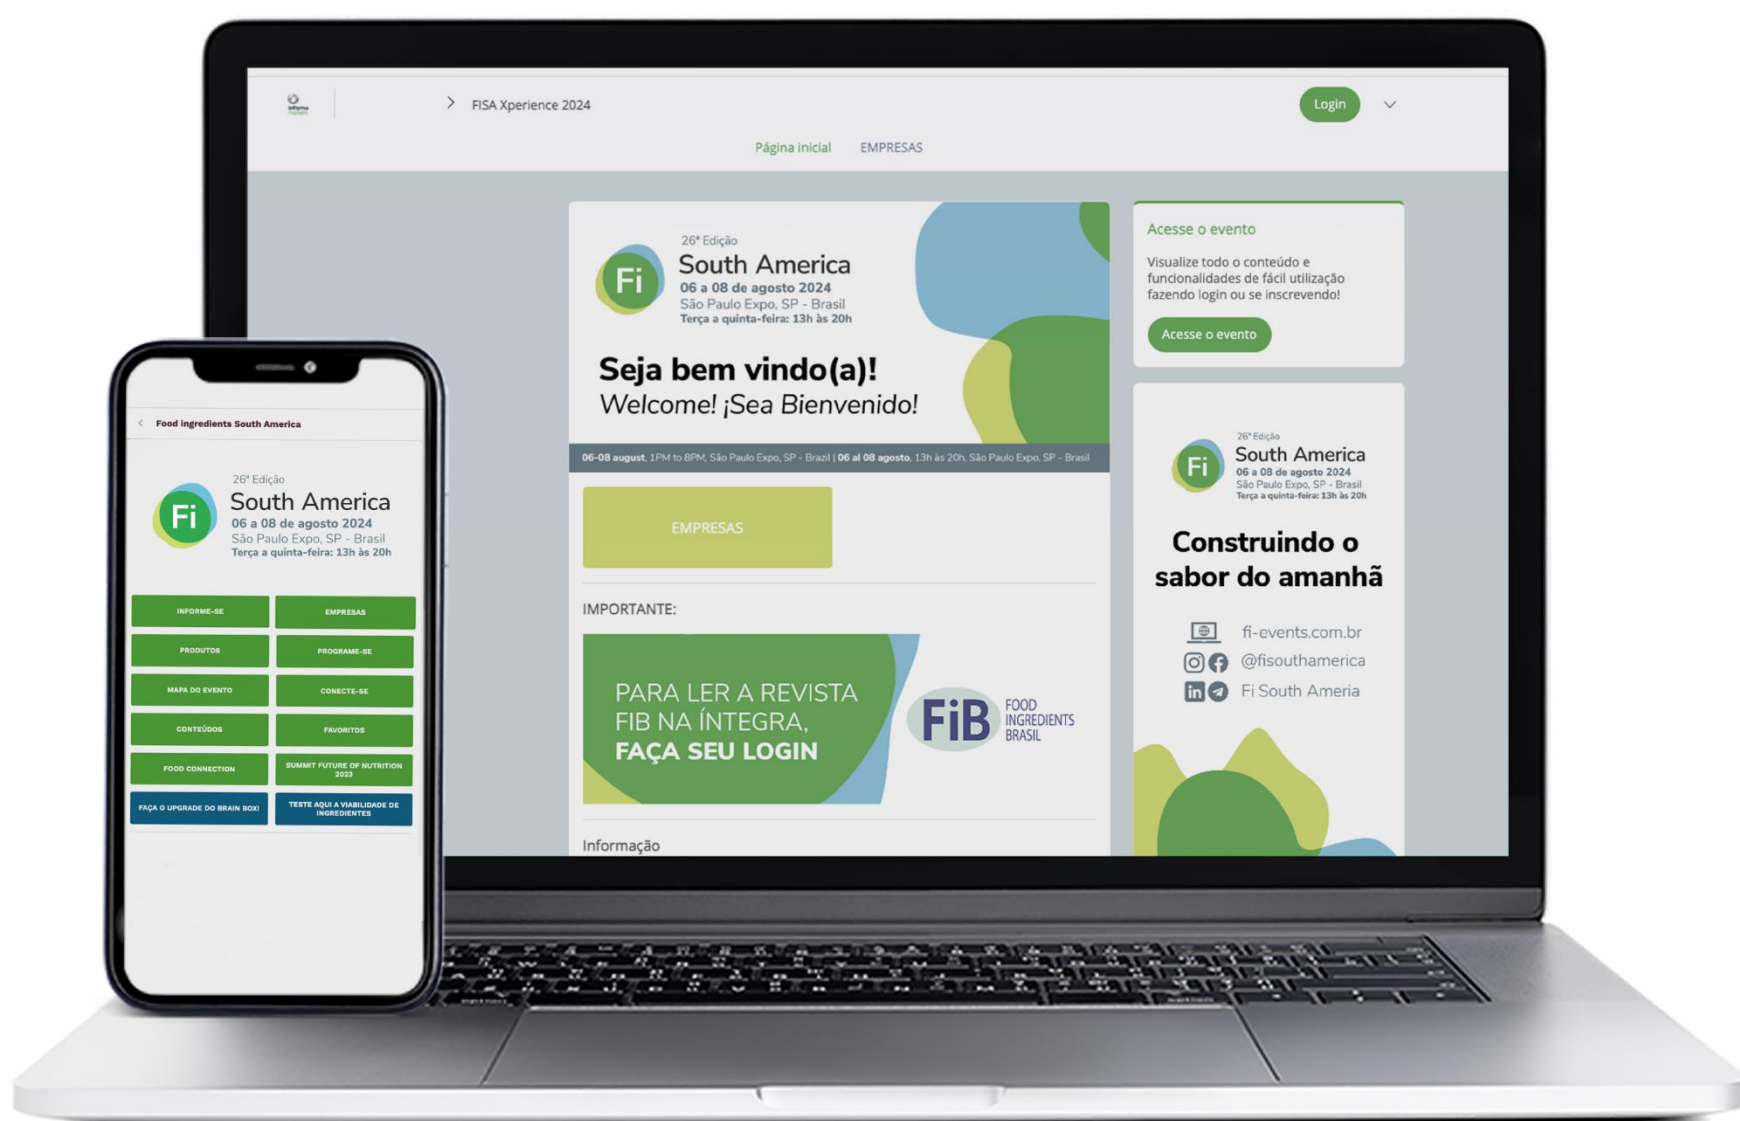 informa
markets
FISA Xperience 2024
Login
Página inicial EMPRESAS
Fi
26ª Edição
South America
06 a 08 de agosto 2024
São Paulo Expo, SP - Brasil
Terça a quinta-feira: 13h às 20h
Seja bem vindo(a)!
Welcome! ¡Sea Bienvenido!
06-08 august, 1PM to 8PM, São Paulo Expo, SP - Brazil | 06 al 08 agosto, 13h às 20h, São Paulo Expo, SP - Brasil
EMPRESAS
IMPORTANTE:
PARA LER A REVISTA
FIB NA ÍNTEGRA,
FAÇA SEU LOGIN
FiB
FOOD
INGREDIENTS
BRASIL
Informação
Acesse o evento
Visualize todo o conteúdo e
funcionalidades de fácil utilização
fazendo login ou se inscrevendo!
Acesse o evento
Fi
26ª Edição
South America
06 a 08 de agosto 2024
São Paulo Expo, SP - Brasil
Terça a quinta-feira: 13h às 20h
Construindo o
sabor do amanhã
fi-events.com.br
@fisouthamerica
in Fi South Ameria
Food ingredients South America
Fi
26ª Edição
South America
06 a 08 de agosto 2024
São Paulo Expo, SP - Brasil
Terça a quinta-feira: 13h às 20h
INFORME-SE
EMPRESAS
PRODUTOS
PROGRAME-SE
MAPA DO EVENTO
CONECTE-SE
CONTEÚDOS
FAVORITOS
FOOD CONNECTION
SUMMIT FUTURE OF NUTRITION
2023
FAÇA O UPGRADE DO BRAIN BOX!
TESTE AQUI A VIABILIDADE DE
INGREDIENTES